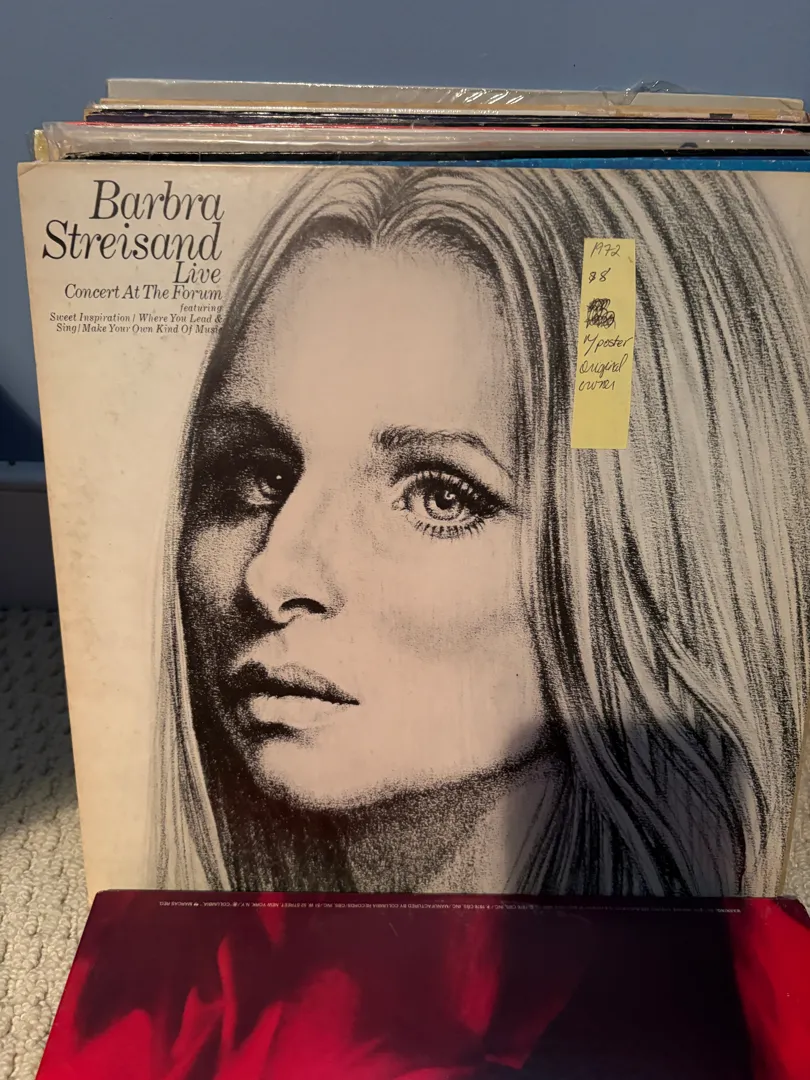 Barbra
Streisand
Live
Concert At The Forum
featuring
Sweet Inspiration / Where You Lead &
Sing / Make Your Own Kind Of Music
1972
$8
w/poster
original
owner